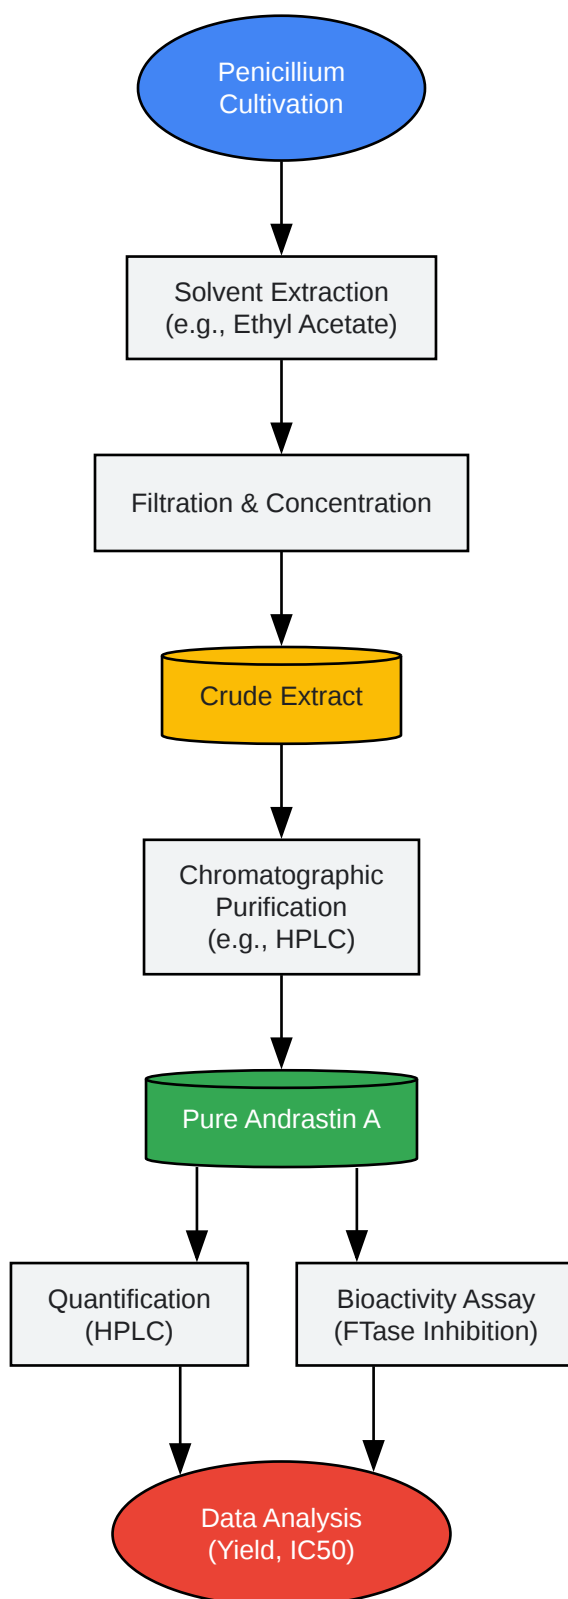 Penicillium
Cultivation
Solvent Extraction
(e.g., Ethyl Acetate)
Filtration & Concentration
Crude Extract
Chromatographic
Purification
(e.g., HPLC)
Pure Andrastin A
Quantification
(HPLC)
Bioactivity Assay
(FTase Inhibition)
Data Analysis
(Yield, IC50)